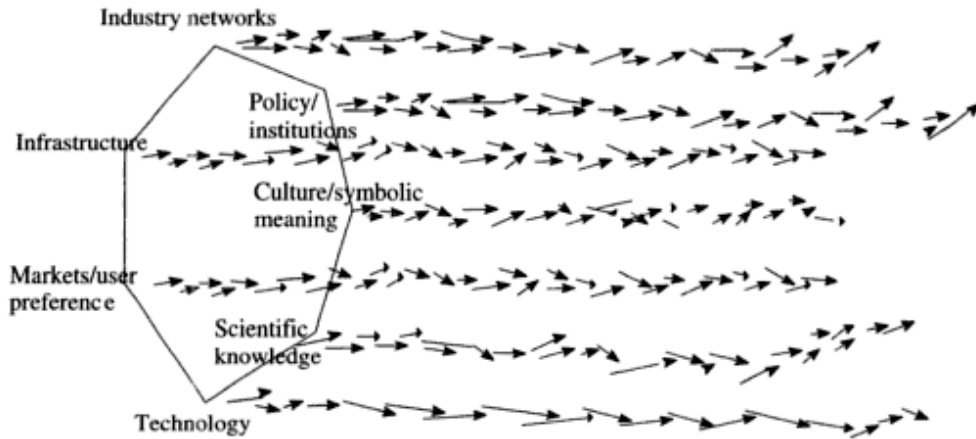 Industry networks
Policy/
institutions
Infrastructure
Culture/symbolic
meaning
Markets/user
preference
Scientific
knowledge
Technology